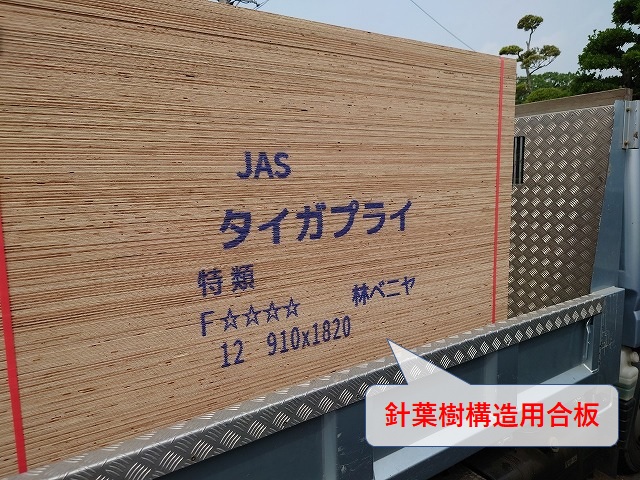 JAS
タイガプライ
特類
F☆☆☆☆ 林ベニヤ
12 910x1820
針葉樹構造用合板